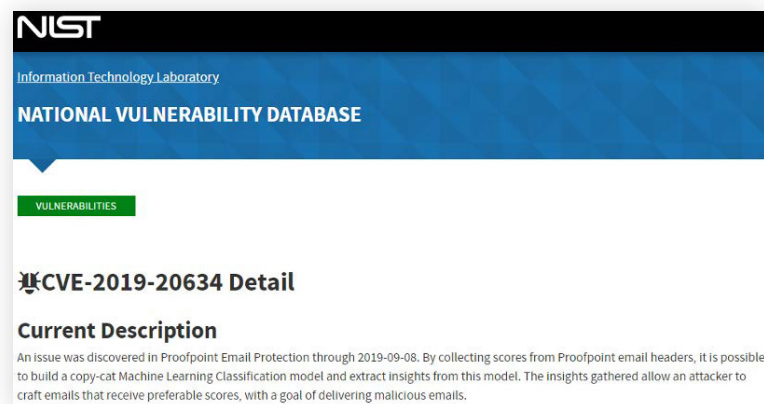 NIST
Information Technology Laboratory
NATIONAL VULNERABILITY DATABASE
VULNERABILITIES
CVE-2019-20634 Detail
Current Description
An issue was discovered in Proofpoint Email Protection through 2019-09-08. By collecting scores from Proofpoint email headers, it is possible
to build a copy-cat Machine Learning Classification model and extract insights from this model. The insights gathered allow an attacker to
craft emails that receive preferable scores, with a goal of delivering malicious emails.